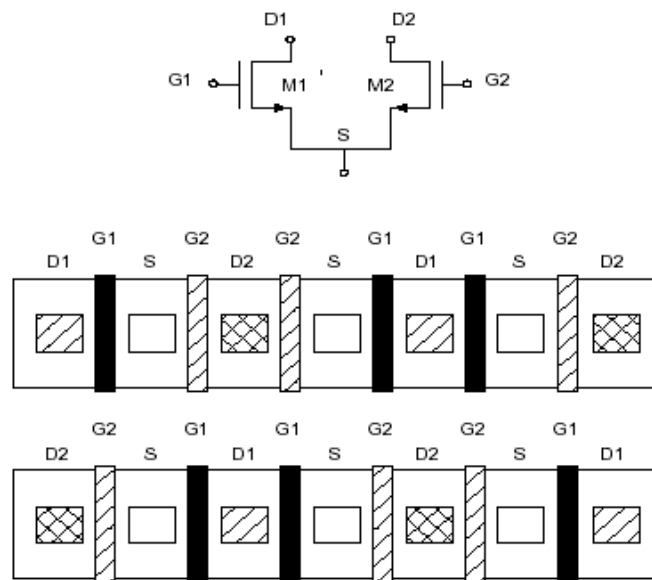 D1 D2
G1 M1 M2 G2
S
G1 G2 G2 G1 G1 G2
D1 S D2 S D1 S D2
G2 G1 G1 G2 G2 G1
D2 S D1 S D2 S D1